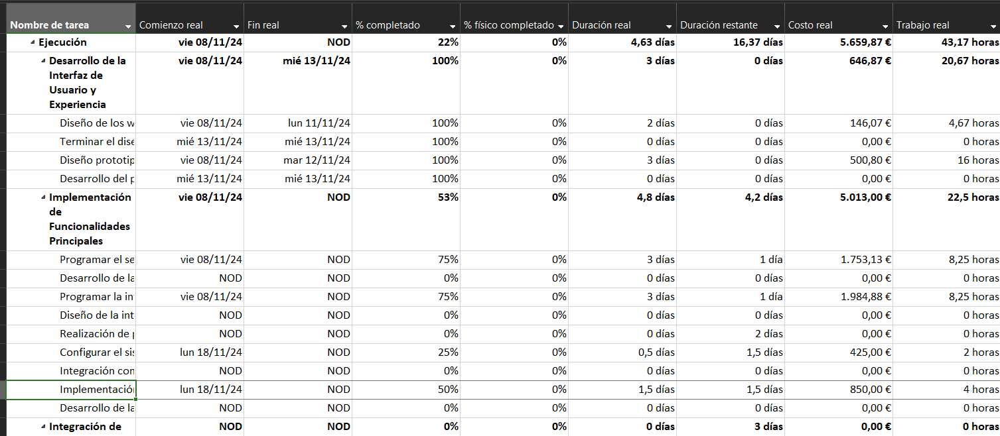 Nombre de tarea Comienzo real Fin real % completado % físico completado Duración real Duración restante Costo real Trabajo real
Ejecución vie 08/11/24 NOD 22% 0% 4,63 días 16,37 días 5.659,87 € 43,17 horas
Desarrollo de la vie 08/11/24 mié 13/11/24 100% 0% 3 días 0 días 646,87 € 20,67 horas
Interfaz de
Usuario y
Experiencia
Diseño de los w vie 08/11/24 lun 11/11/24 100% 0% 2 días 0 días 146,07 € 4,67 horas
Terminar el dise mié 13/11/24 mié 13/11/24 100% 0% 0 días 0 días 0,00 € 0 horas
Diseño prototip vie 08/11/24 mar 12/11/24 100% 0% 3 días 0 días 500,80 € 16 horas
Desarrollo del p mié 13/11/24 mié 13/11/24 100% 0% 0 días 0 días 0,00 € 0 horas
Implementación vie 08/11/24 NOD 53% 0% 4,8 días 4,2 días 5.013,00 € 22,5 horas
de
Funcionalidades
Principales
Programar el se vie 08/11/24 NOD 75% 0% 3 días 1 día 1.753,13 € 8,25 horas
Desarrollo de la NOD NOD 0% 0% 0 días 0 días 0,00 € 0 horas
Programar la in vie 08/11/24 NOD 75% 0% 3 días 1 día 1.984,88 € 8,25 horas
Diseño de la int NOD NOD 0% 0% 0 días 0 días 0,00 € 0 horas
Realización de p NOD NOD 0% 0% 0 días 2 días 0,00 € 0 horas
Configurar el sis lun 18/11/24 NOD 25% 0% 0,5 días 1,5 días 425,00 € 2 horas
Integración con NOD NOD 0% 0% 0 días 0 días 0,00 € 0 horas
Implementación lun 18/11/24 NOD 50% 0% 1,5 días 1,5 días 850,00 € 4 horas
Desarrollo de la NOD NOD 0% 0% 0 días 0 días 0,00 € 0 horas
Integración de NOD NOD 0% 0% 0 días 3 días 0,00 € 0 horas